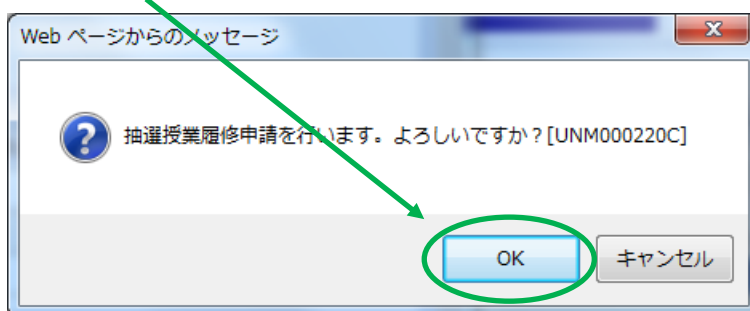 Web ページからのメッセージ
抽選授業履修申請を行います。よろしいですか？[UNM000220C]
OK
キャンセル